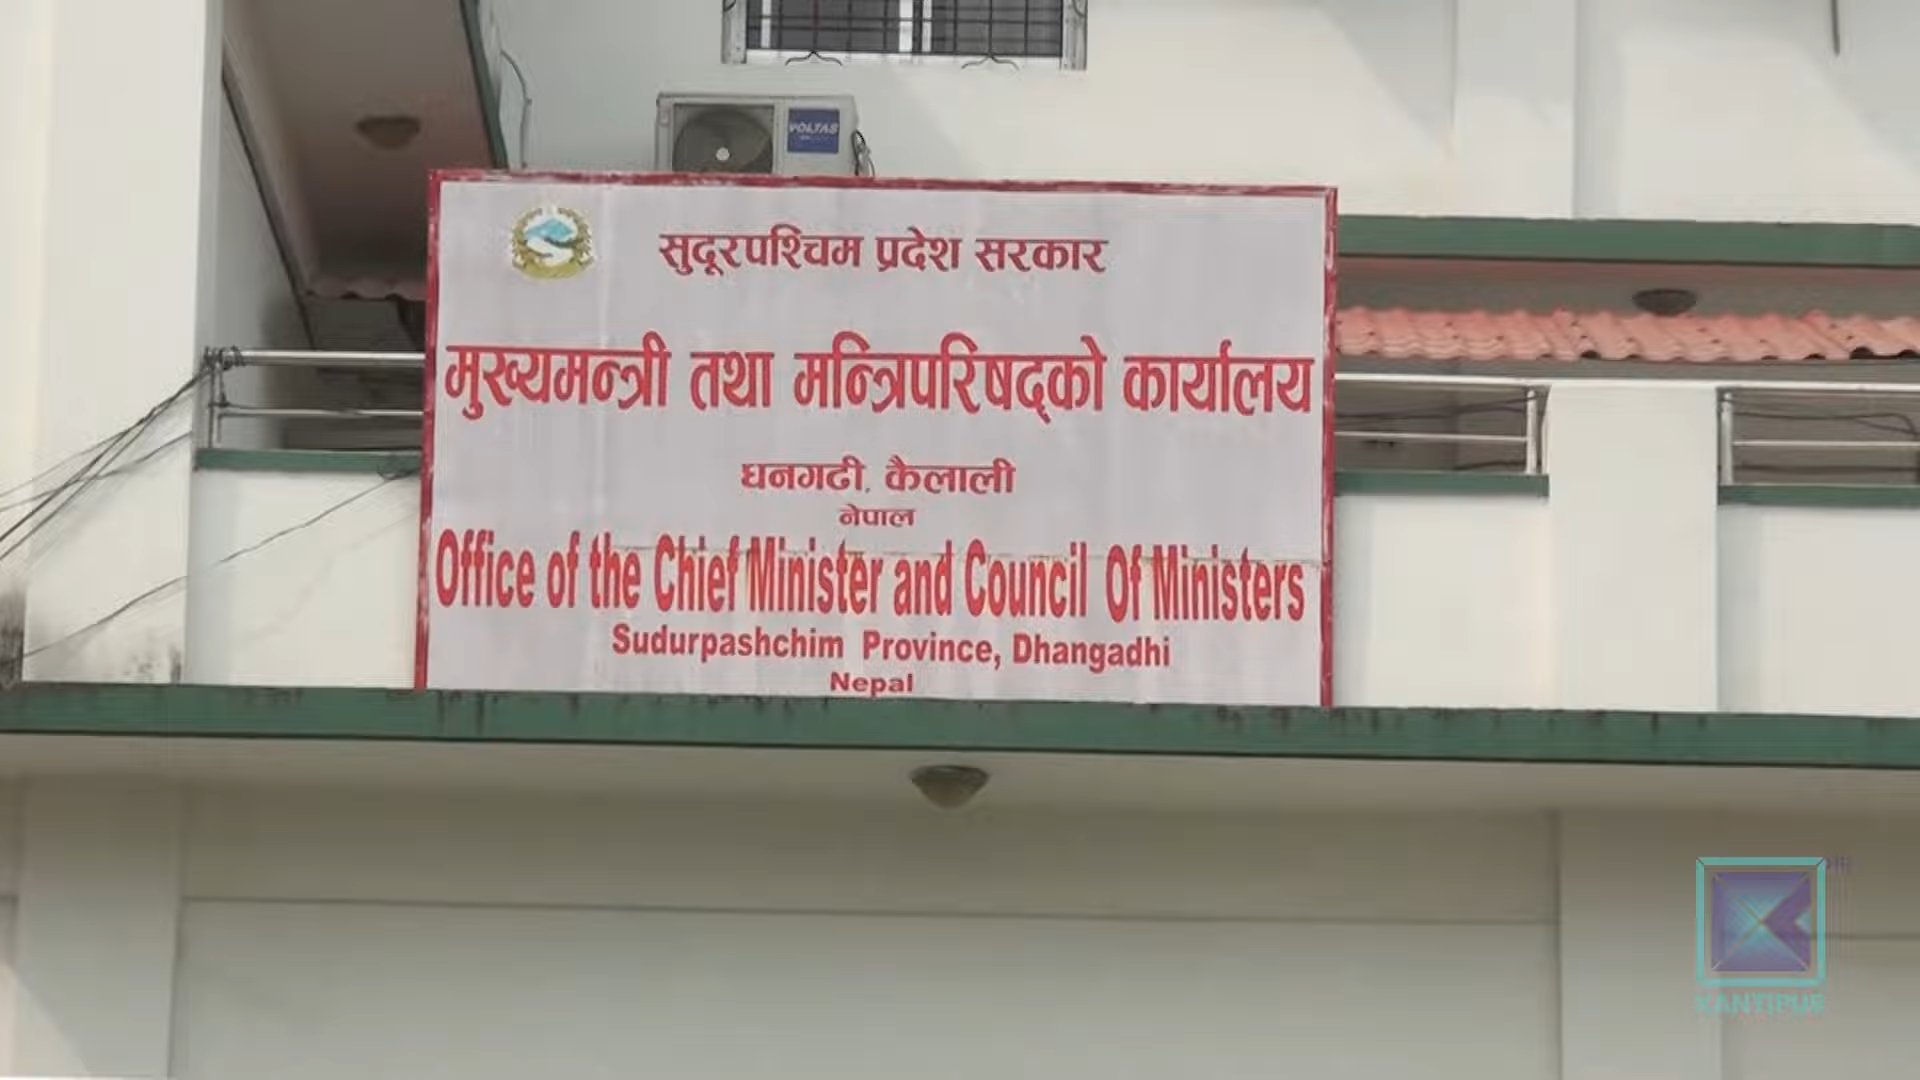 VOLTAS
सुदूरपश्चिम प्रदेश सरकार
मुख्यमन्त्री तथा मन्त्रिपरिषद्को कार्यालय
धनगढी, कैलाली
नेपाल
Office of the Chief Minister and Council Of Ministers
Sudurpashchim Province, Dhangadhi
Nepal
KANTIPUR